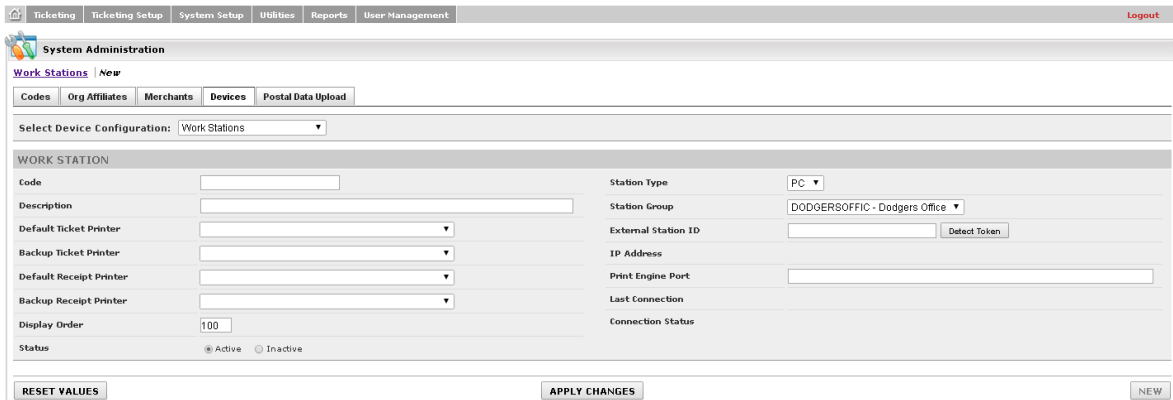 Ticketing Ticketing Setup System Setup Utilities Reports User Management Logout
System Administration
Work Stations New
Codes Org Affiliates Merchants Devices Postal Data Upload
Select Device Configuration: Work Stations
WORK STATION
Code
Description
Default Ticket Printer
Backup Ticket Printer
Default Receipt Printer
Backup Receipt Printer
Display Order 100
Status Active Inactive
Station Type PC
Station Group DODGERSOFFIC - Dodgers Office
External Station ID Detect Token
IP Address
Print Engine Port
Last Connection
Connection Status
RESET VALUES APPLY CHANGES NEW